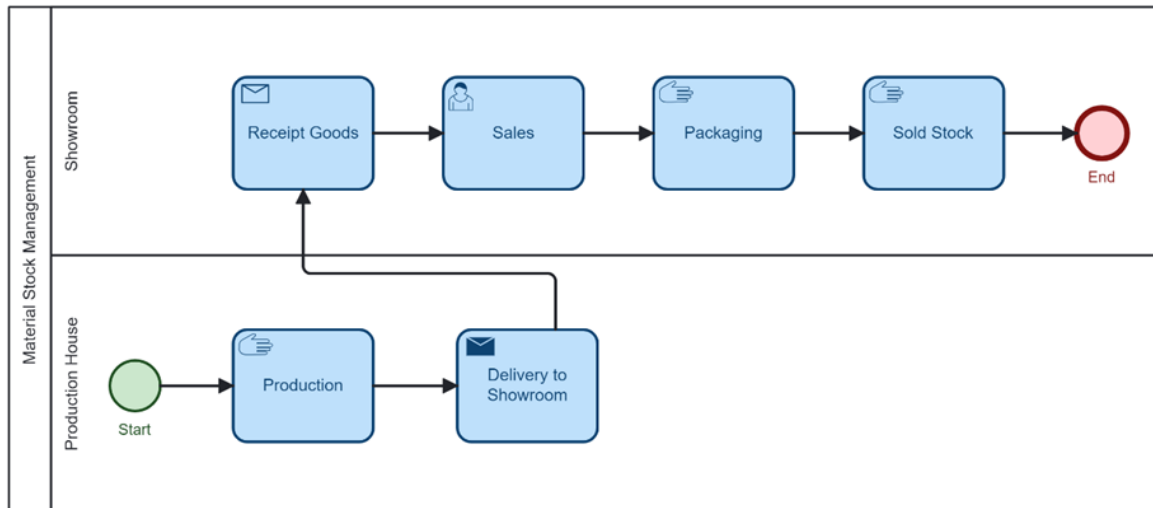 Material Stock Management
Showroom
Receipt Goods
Sales
Packaging
Sold Stock
End
Production House
Start
Production
Delivery to
Showroom